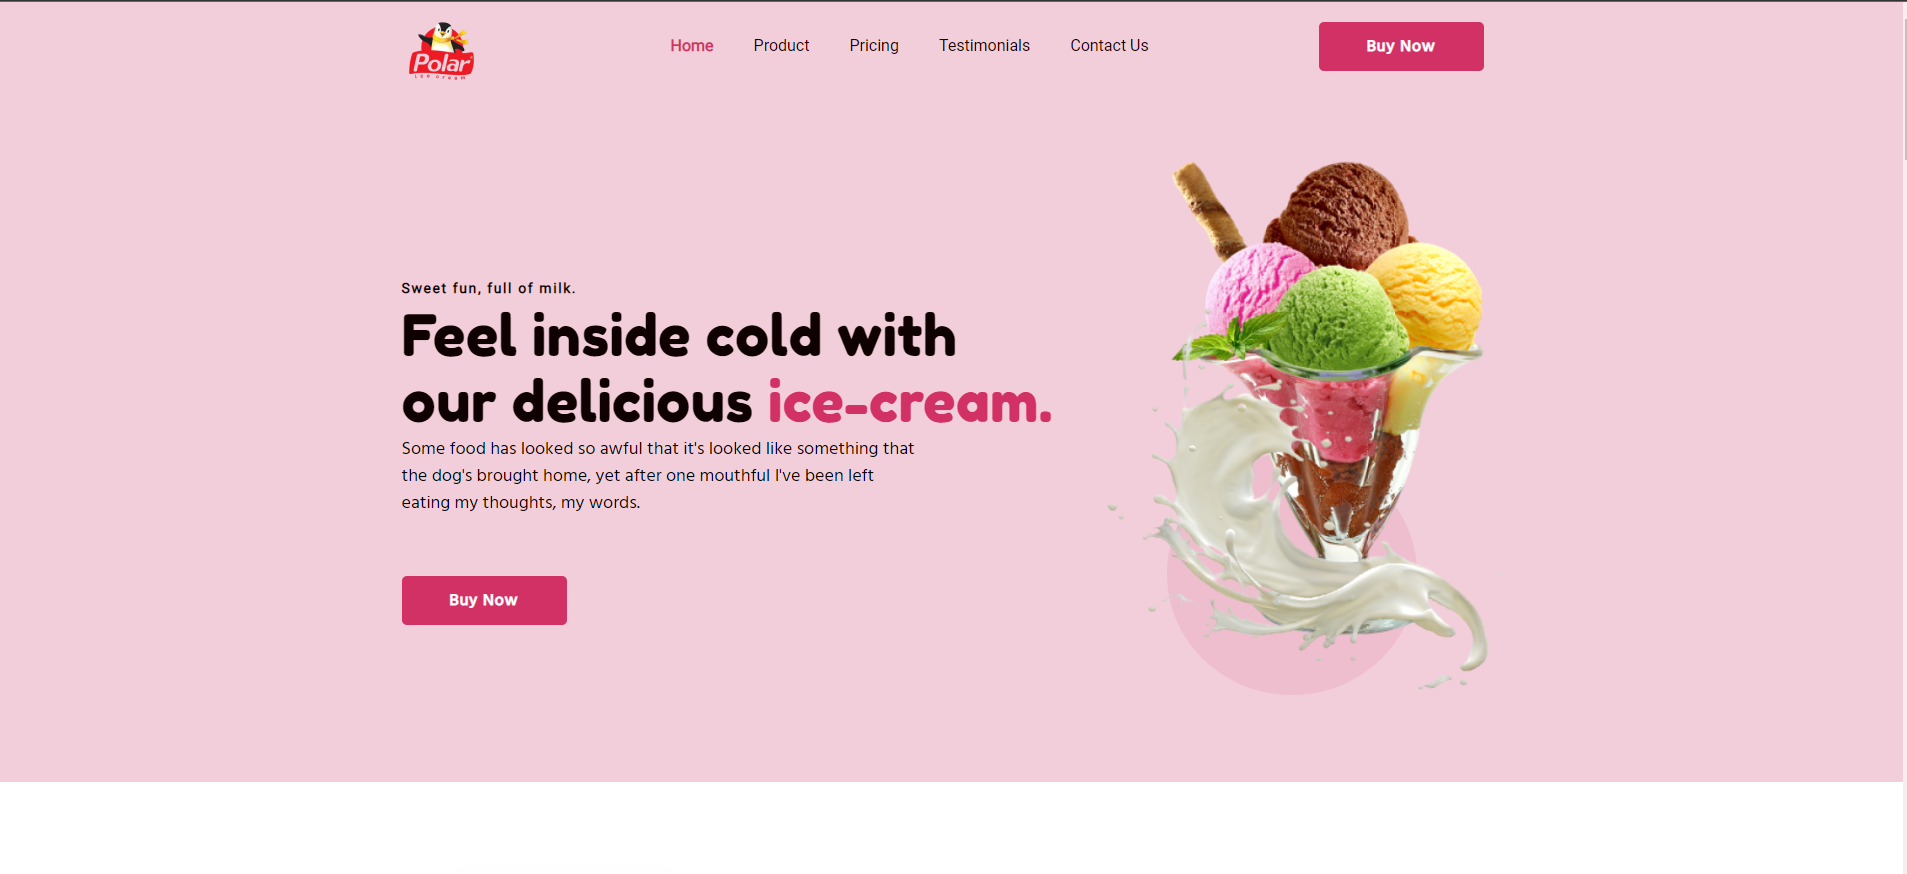 Polar
ice cream
Home
Product
Pricing
Testimonials
Contact Us
Buy Now
Sweet fun, full of milk.
Feel inside cold with
our delicious ice-cream.
Some food has looked so awful that it's looked like something that
the dog's brought home, yet after one mouthful I've been left
eating my thoughts, my words.
Buy Now